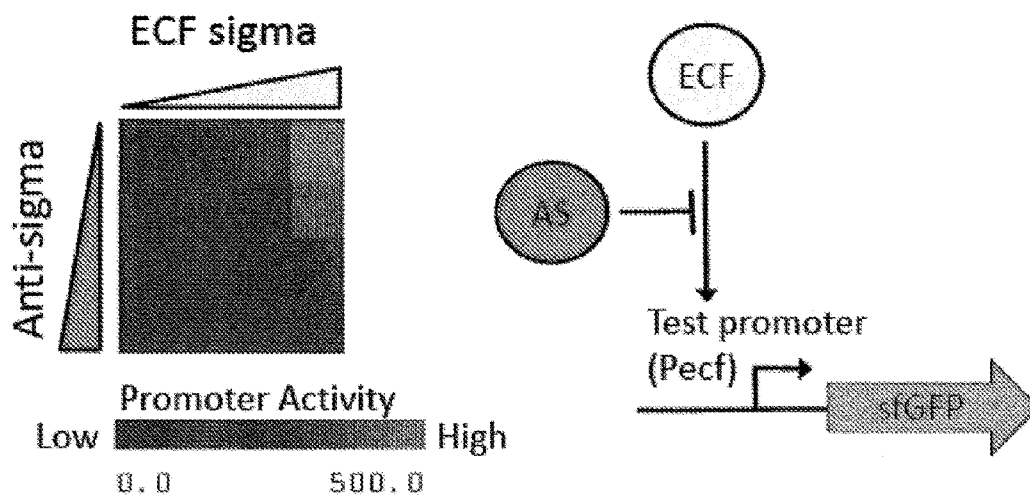 ECF sigma
Anti-sigma
Promoter Activity
Low
High
0.0
500.0
ECF
AS
Test promoter
(Pecf)
sfGFP